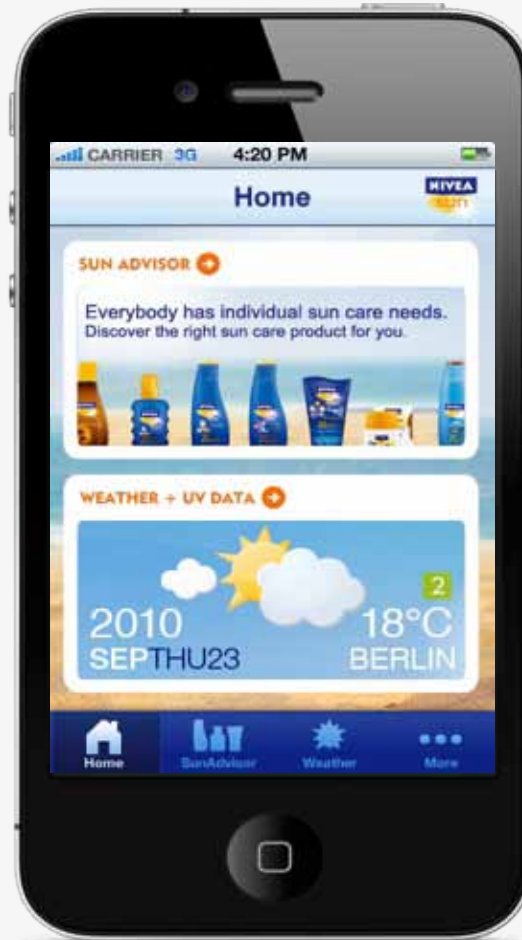 CARRIER 3G 4:20 PM
Home
NIVEA
sun
SUN ADVISOR
Everybody has individual sun care needs.
Discover the right sun care product for you.
WEATHER + UV DATA
2
2010 18°C
SEPTHU23 BERLIN
Home SunAdvisor Weather More